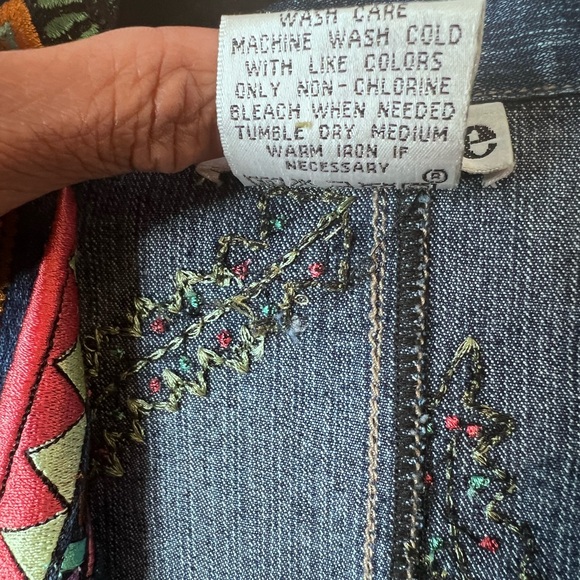 WASH CARE
MACHINE WASH COLD
WITH LIKE COLORS
ONLY NON-CHLORINE
BLEACH WHEN NEEDED
TUMBLE DRY MEDIUM
WARM IRON IF
NECESSARY
e